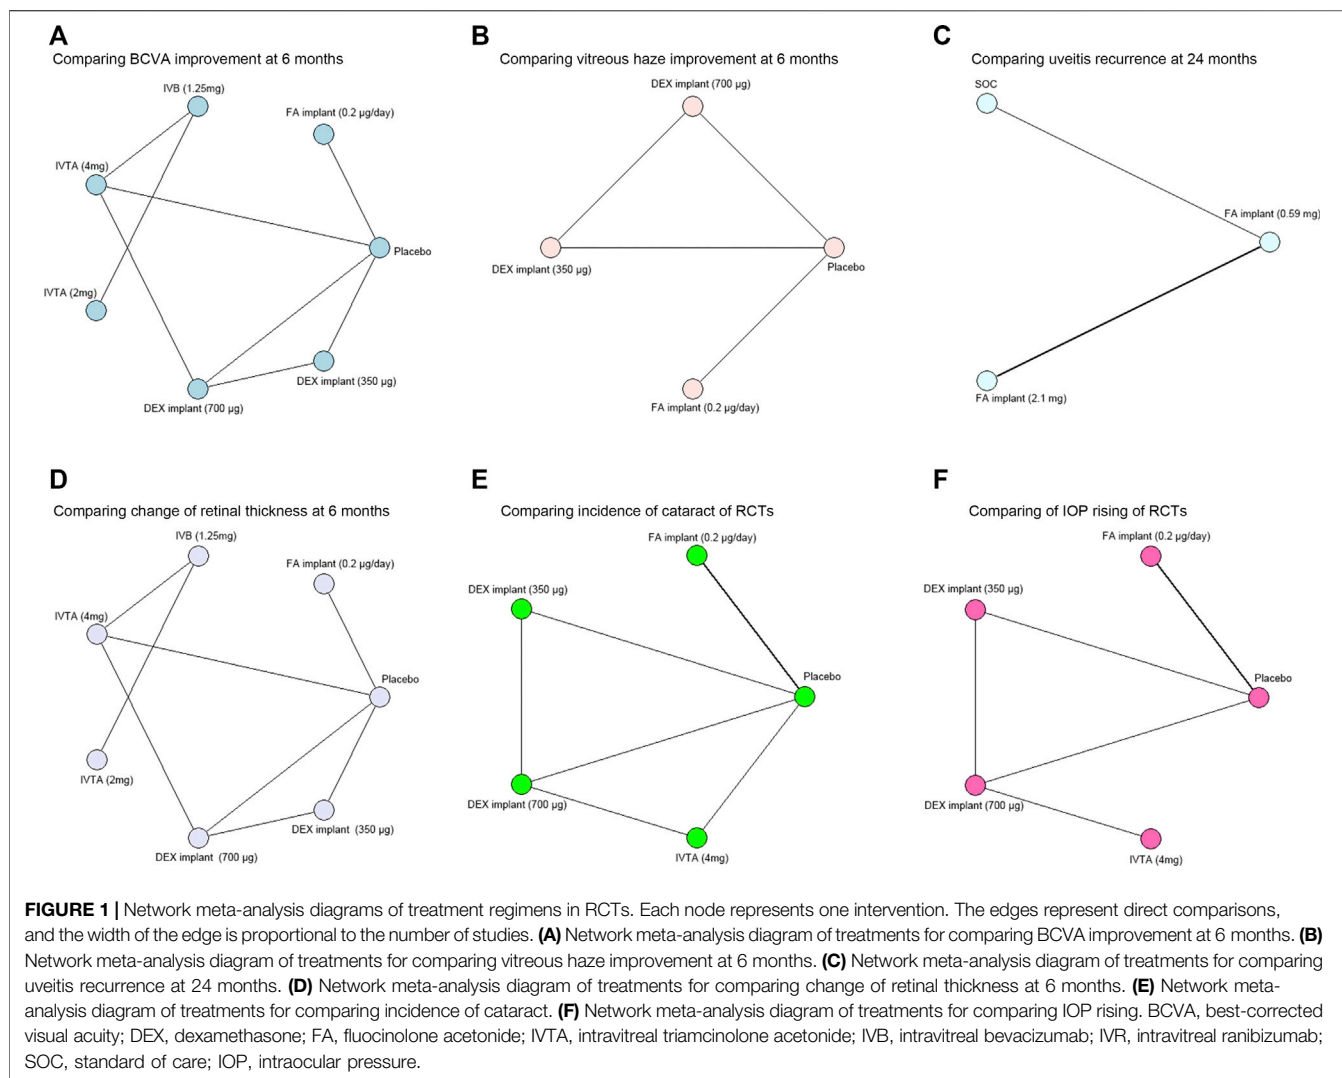 A
Comparing BCVA improvement at 6 months
IVB (1.25mg)
FA implant (0.2 µg/day)
IVTA (4mg)
Placebo
IVTA (2mg)
DEX implant (350 µg)
DEX implant (700 µg)
B
Comparing vitreous haze improvement at 6 months
DEX implant (700 µg)
DEX implant (350 µg)
Placebo
FA implant (0.2 µg/day)
C
Comparing uveitis recurrence at 24 months
SOC
FA implant (0.59 mg)
FA implant (2.1 mg)
D
Comparing change of retinal thickness at 6 months
IVB (1.25mg)
FA implant (0.2 µg/day)
IVTA (4mg)
Placebo
IVTA (2mg)
DEX implant (350 µg)
DEX implant (700 µg)
E
Comparing incidence of cataract of RCTs
FA implant (0.2 µg/day)
DEX implant (350 µg)
Placebo
DEX implant (700 µg)
IVTA (4mg)
F
Comparing of IOP rising of RCTs
FA implant (0.2 µg/day)
DEX implant (350 µg)
Placebo
DEX implant (700 µg)
IVTA (4mg)
FIGURE 1 | Network meta-analysis diagrams of treatment regimens in RCTs. Each node represents one intervention. The edges represent direct comparisons,
and the width of the edge is proportional to the number of studies. (A) Network meta-analysis diagram of treatments for comparing BCVA improvement at 6 months. (B)
Network meta-analysis diagram of treatments for comparing vitreous haze improvement at 6 months. (C) Network meta-analysis diagram of treatments for comparing
uveitis recurrence at 24 months. (D) Network meta-analysis diagram of treatments for comparing change of retinal thickness at 6 months. (E) Network meta-
analysis diagram of treatments for comparing incidence of cataract. (F) Network meta-analysis diagram of treatments for comparing IOP rising. BCVA, best-corrected
visual acuity; DEX, dexamethasone; FA, fluocinolone acetonide; IVTA, intravitreal triamcinolone acetonide; IVB, intravitreal bevacizumab; IVR, intravitreal ranibizumab;
SOC, standard of care; IOP, intraocular pressure.